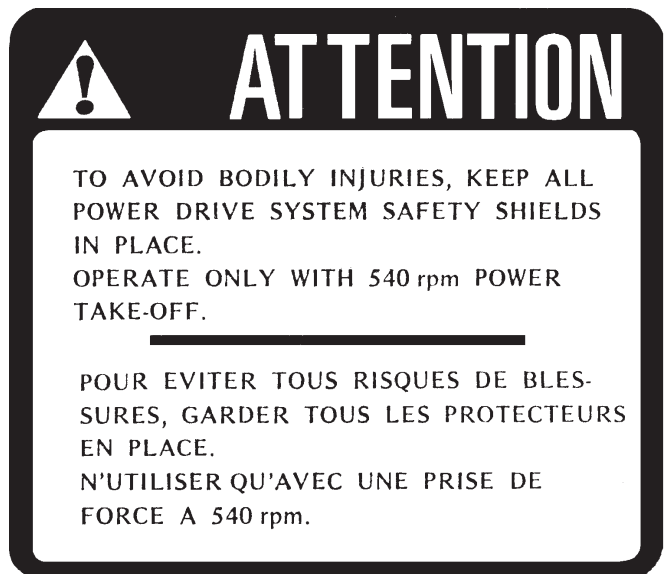 ATTENTION
TO AVOID BODILY INJURIES, KEEP ALL
POWER DRIVE SYSTEM SAFETY SHIELDS
IN PLACE.
OPERATE ONLY WITH 540 rpm POWER
TAKE-OFF.
POUR EVITER TOUS RISQUES DE BLES-
SURES, GARDER TOUS LES PROTECTEURS
EN PLACE.
N'UTILISER QU'AVEC UNE PRISE DE
FORCE A 540 rpm.